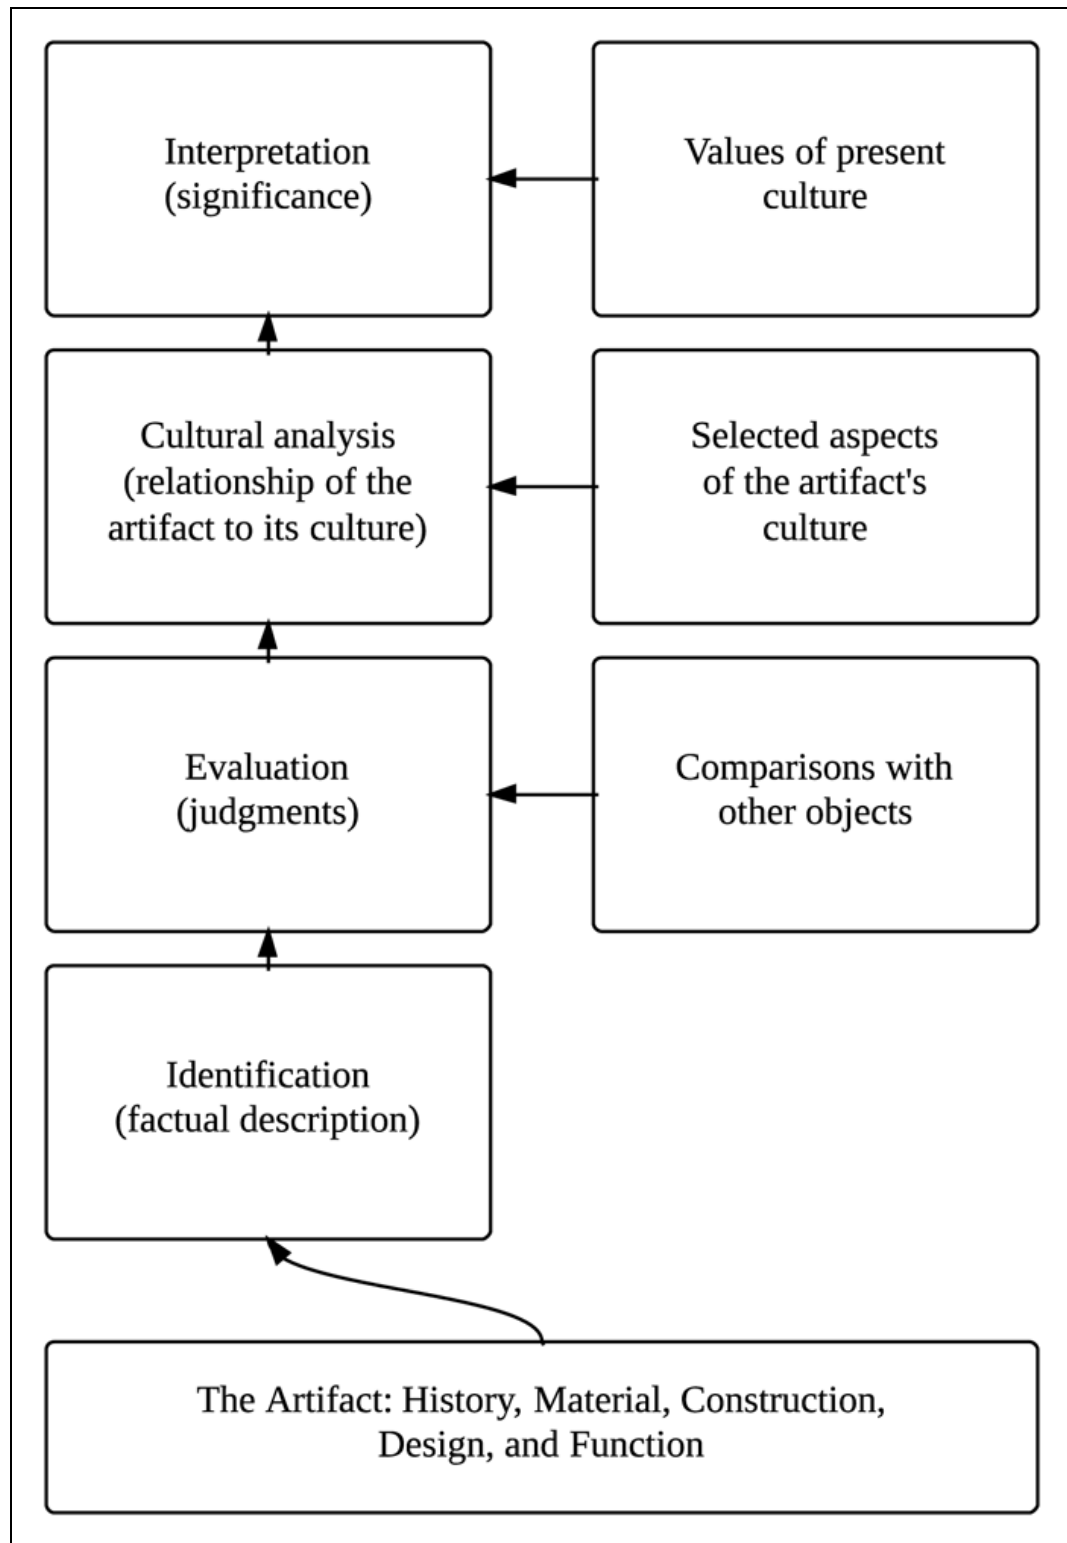 Interpretation
(significance)
Values of present
culture
Cultural analysis
(relationship of the
artifact to its culture)
Selected aspects
of the artifact's
culture
Evaluation
(judgments)
Comparisons with
other objects
Identification
(factual description)
The Artifact: History, Material, Construction,
Design, and Function